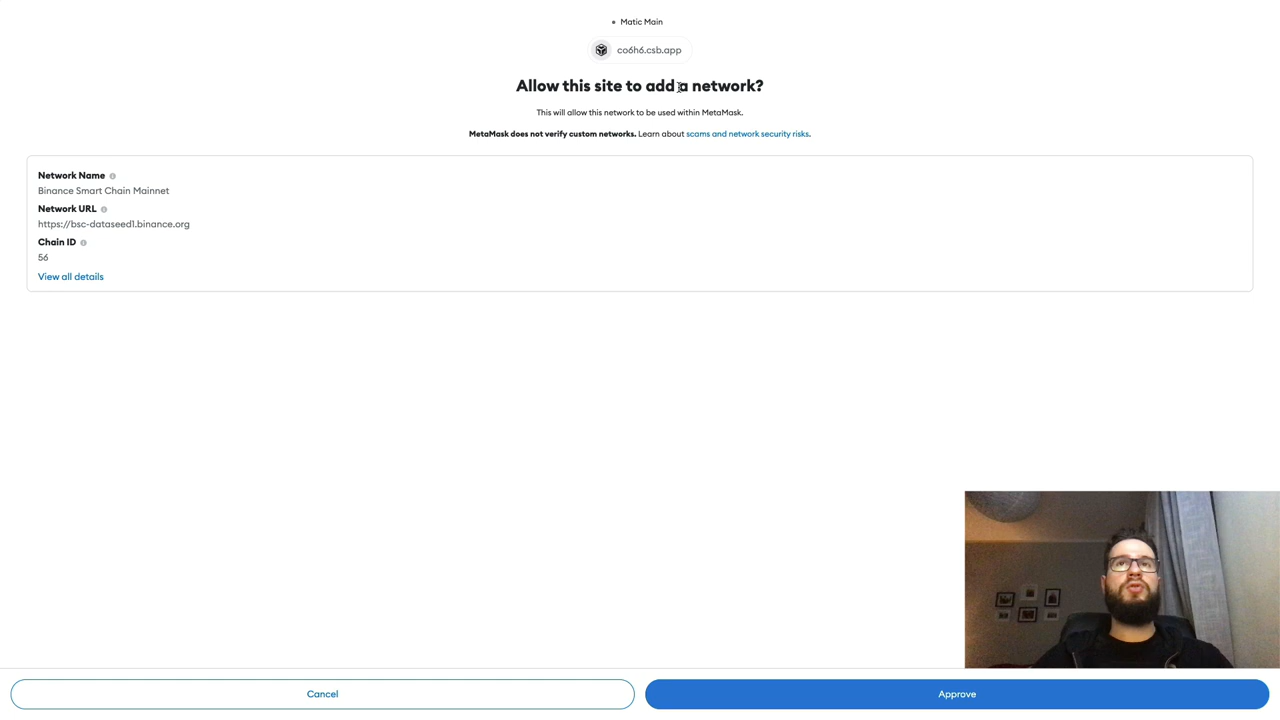 Matic Main
co6h6.csb.app
Allow this site to add a network?
This will allow this network to be used within MetaMask.
MetaMask does not verify custom networks. Learn about scams and network security risks.
Network Name
Binance Smart Chain Mainnet
Network URL
https://bsc-dataseed1.binance.org
Chain ID
56
View all details
Cancel
Approve